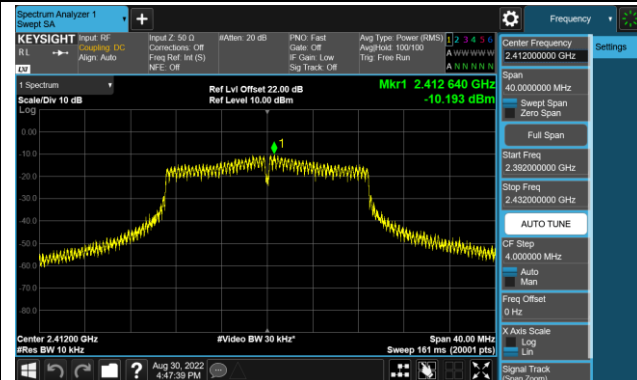 Spectrum Analyzer 1
Swept SA
Frequency
KEYSIGHT
RL
LXI
Input: RF
Coupling: DC
Align: Auto
Input Z: 50 Ω
Corrections: Off
Freq Ref: Int (S)
NFE: Off
#Atten: 20 dB
PNO: Fast
Gate: Off
IF Gain: Low
Sig Track: Off
Avg Type: Power (RMS)
Avg|Hold: 100/100
Trig: Free Run
1 2 3 4 5 6
A W W W W W
A N N N N N
1 Spectrum
Scale/Div 10 dB
Log
Ref Lvl Offset 22.00 dB
Ref Level 10.00 dBm
Mkr1 2.412 640 GHz
-10.193 dBm
1
0.00
-10.0
-20.0
-30.0
-40.0
-50.0
-60.0
-70.0
-80.0
Center 2.41200 GHz
#Res BW 10 kHz
#Video BW 30 kHz*
Span 40.00 MHz
Sweep 161 ms (20001 pts)
Aug 30, 2022
4:47:39 PM
Center Frequency
2.412000000 GHz
Span
40.0000000 MHz
Swept Span
Zero Span
Full Span
Start Freq
2.392000000 GHz
Stop Freq
2.432000000 GHz
AUTO TUNE
CF Step
4.000000 MHz
Auto
Man
Freq Offset
0 Hz
X Axis Scale
Log
Lin
Signal Track
(Span Zoom)
Settings